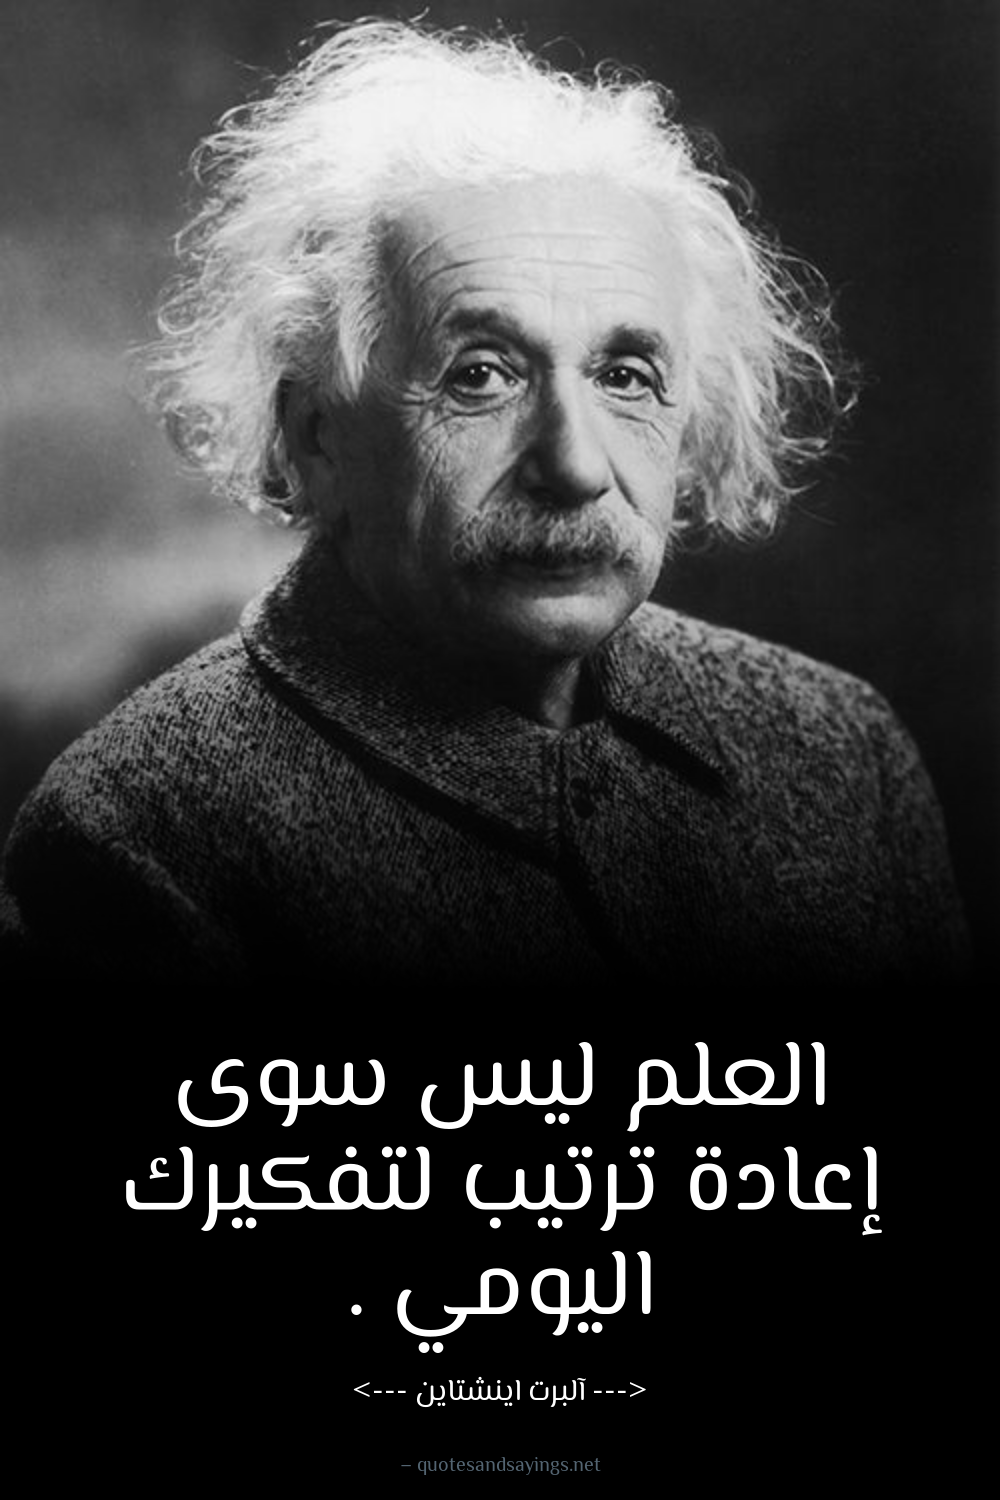 العلم ليس سوى
إعادة ترتيب لتفكيرك
اليومي .
<--- آلبرت اينشتاين --->
– quotesandsayings.net